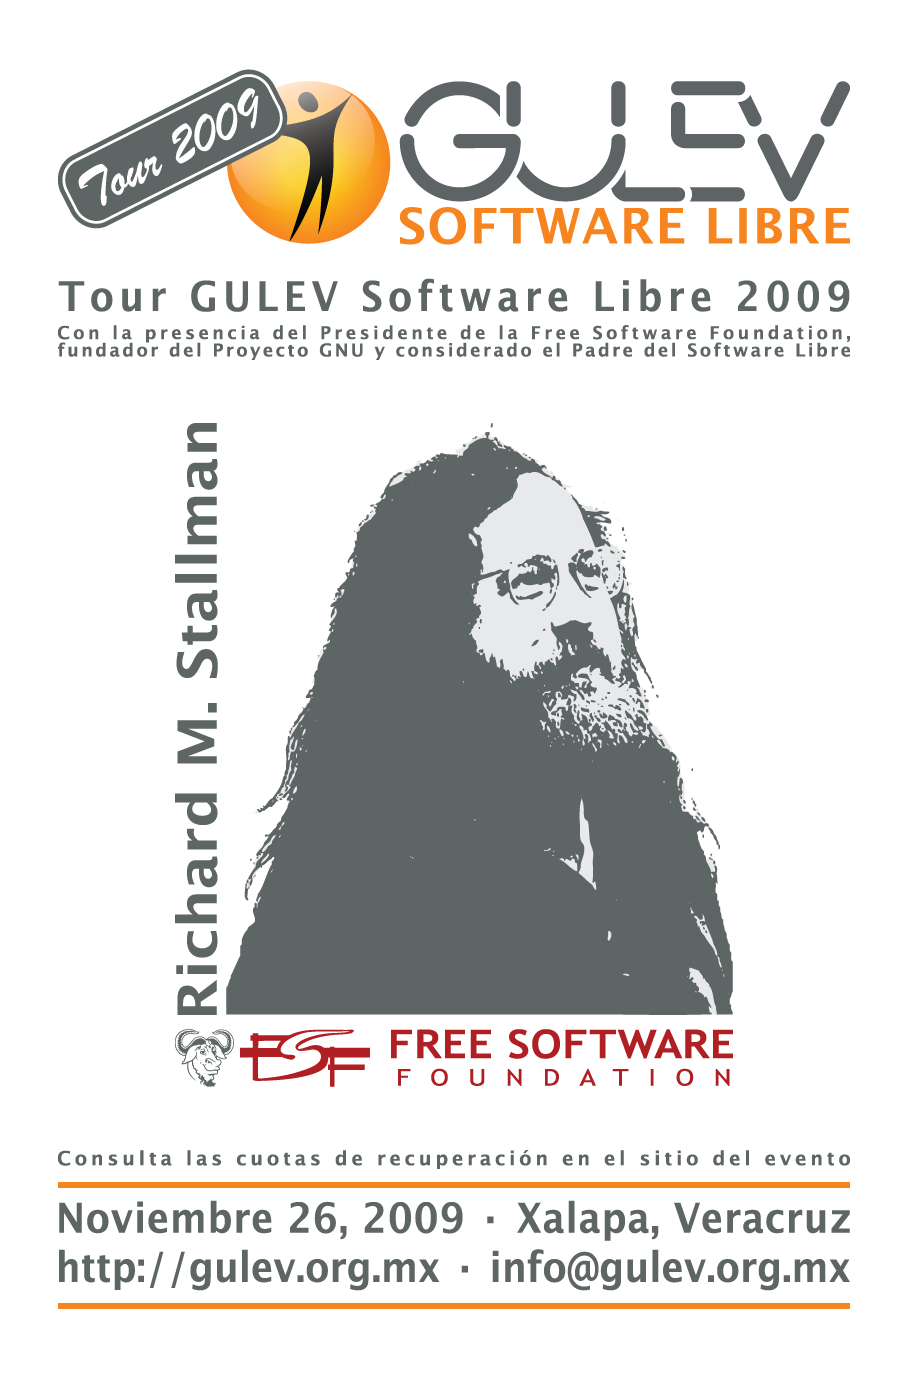 Tour 2009
GULEV
SOFTWARE LIBRE
Tour GULEV Software Libre 2009
Con la presencia del Presidente de la Free Software Foundation,
fundador del Proyecto GNU y considerado el Padre del Software Libre
Richard M. Stallman
FSF FREE SOFTWARE
FOUNDATION
Consulta las cuotas de recuperación en el sitio del evento
Noviembre 26, 2009 · Xalapa, Veracruz
http://gulev.org.mx · info@gulev.org.mx